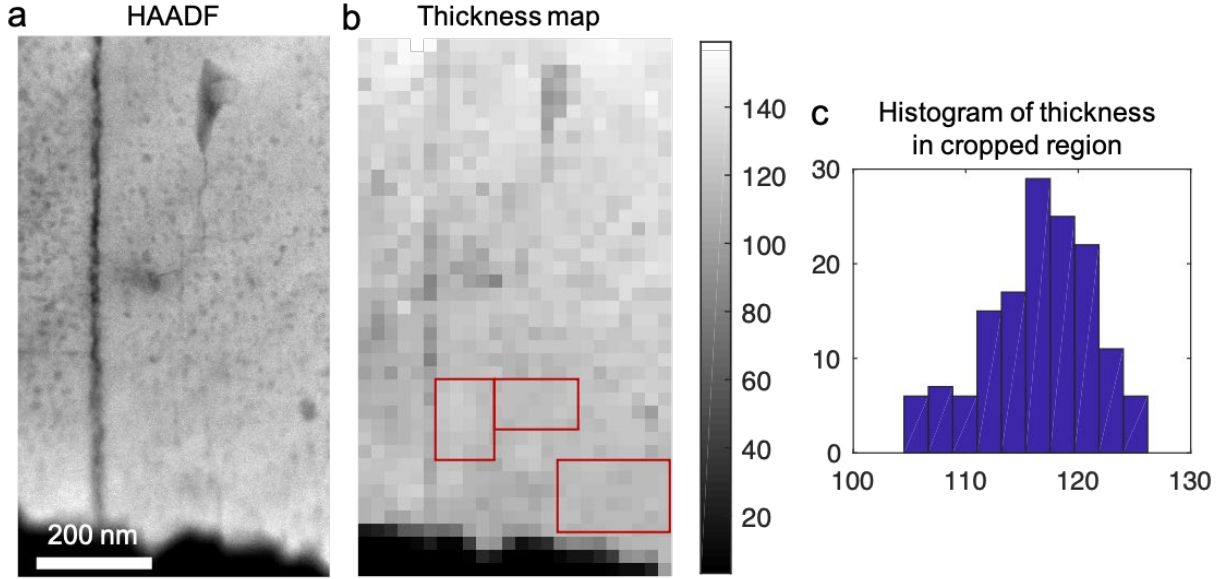 a
HAADF
200 nm
b
Thickness map
140
120
100
80
60
40
20
c
Histogram of thickness
in cropped region
30
20
10
0
100
110
120
130